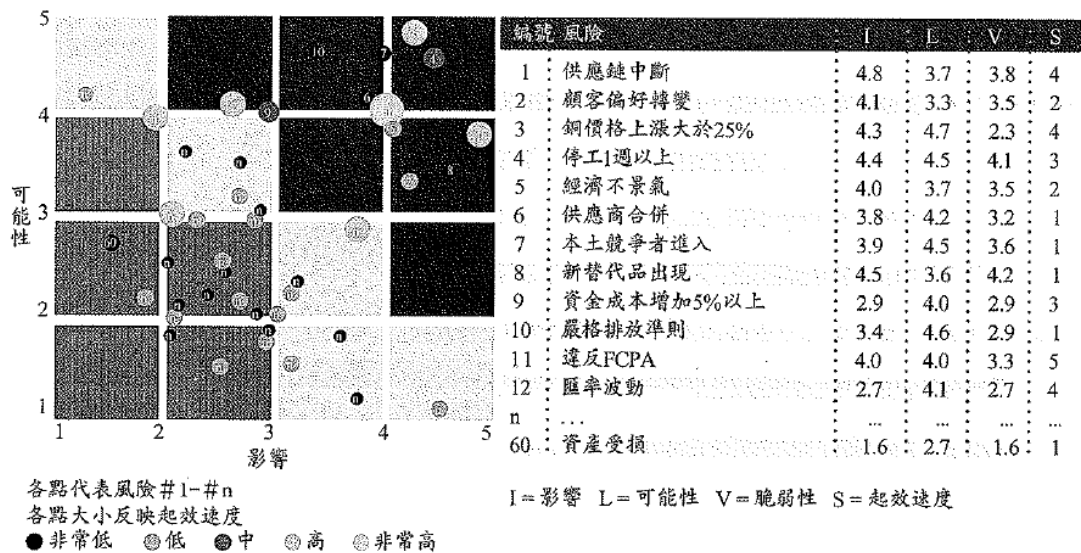 5
4
3
2
1
可能性
1 2 3 4 5
影響
10
7
4
6
9
8
n
60
各點代表風險#1-#n
各點大小反映起效速度
非常低 低 中 高 非常高
編號 風險 I L V S
1 供應鏈中斷 4.8 3.7 3.8 4
2 顧客偏好轉變 4.1 3.3 3.5 2
3 銅價格上漲大於25% 4.3 4.7 2.3 4
4 停工1週以上 4.4 4.5 4.1 3
5 經濟不景氣 4.0 3.7 3.5 2
6 供應商合併 3.8 4.2 3.2 1
7 本土競爭者進入 3.9 4.5 3.6 1
8 新替代品出現 4.5 3.6 4.2 1
9 資金成本增加5%以上 2.9 4.0 2.9 3
10 嚴格排放準則 3.4 4.6 2.9 1
11 違反FCPA 4.0 4.0 3.3 5
12 匯率波動 2.7 4.1 2.7 4
n ... ... ... ... ...
60 資產受損 1.6 2.7 1.6 1
I=影響 L=可能性 V=脆弱性 S=起效速度